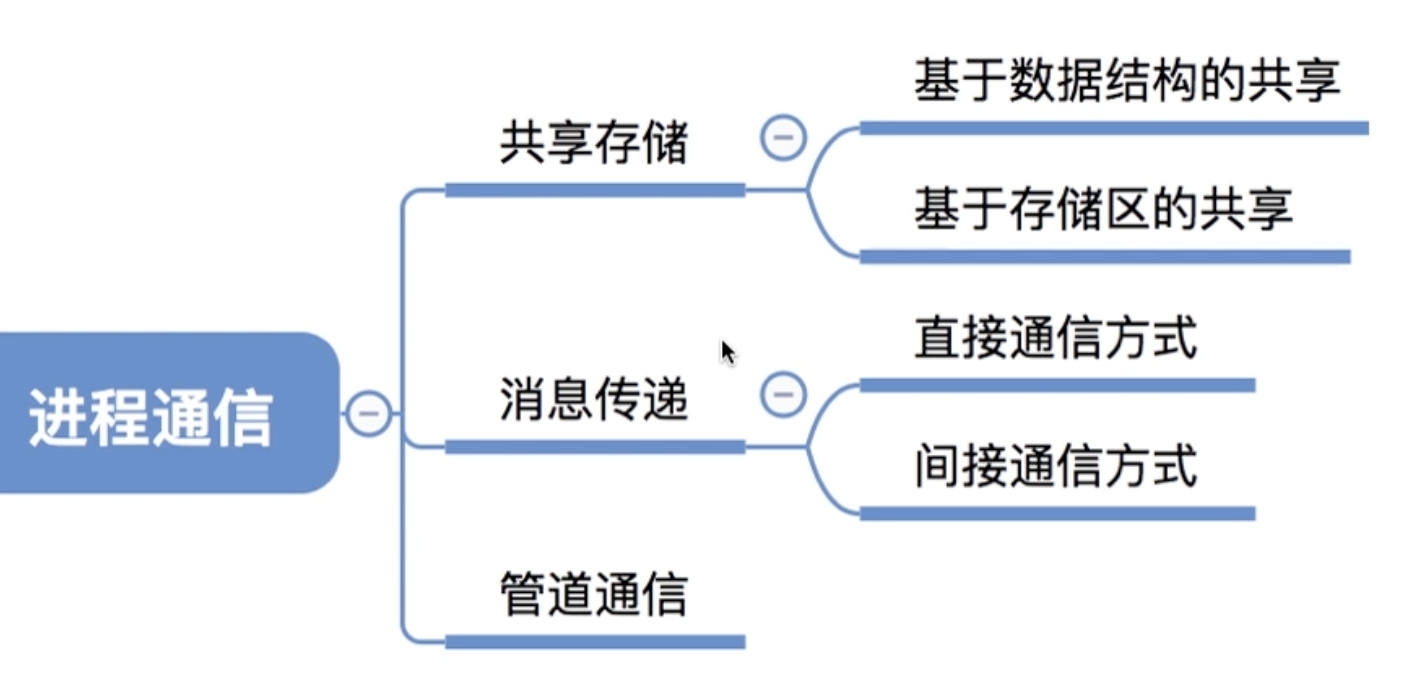 进程通信
共享存储
基于数据结构的共享
基于存储区的共享
消息传递
直接通信方式
间接通信方式
管道通信